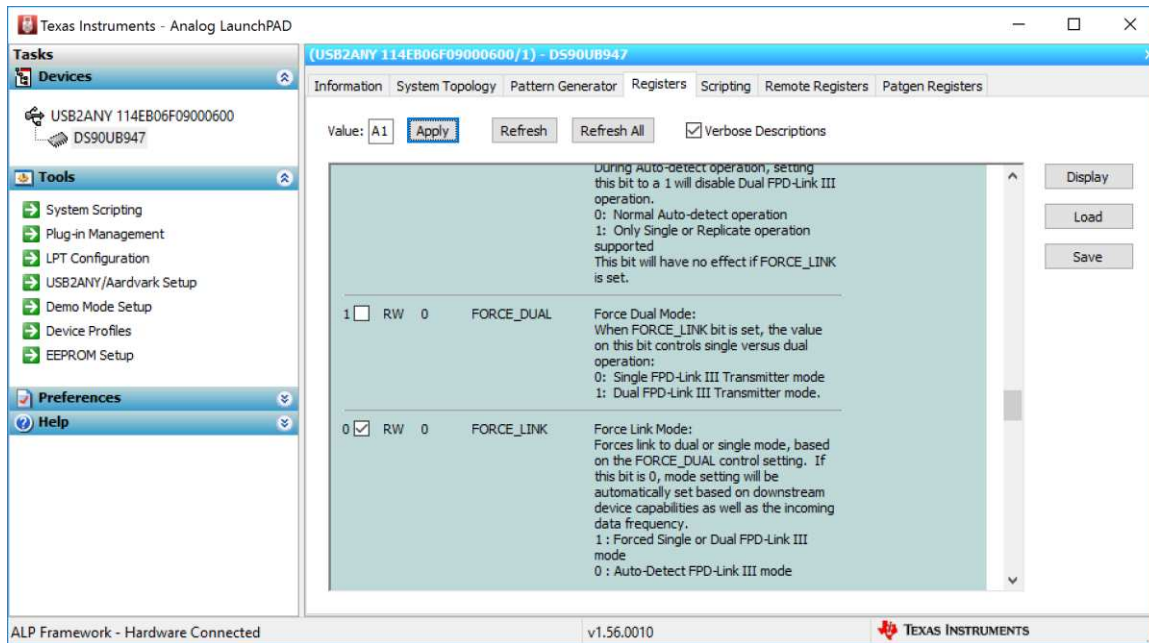 Texas Instruments - Analog LaunchPAD
Tasks
Devices
USB2ANY 114EB06F09000600
DS90UB947
Tools
System Scripting
Plug-in Management
LPT Configuration
USB2ANY/Aardvark Setup
Demo Mode Setup
Device Profiles
EEPROM Setup
Preferences
Help
(USB2ANY 114EB06F09000600/1) - DS90UB947
Information System Topology Pattern Generator Registers Scripting Remote Registers Patgen Registers
Value: A1 Apply Refresh Refresh All Verbose Descriptions
During Auto-detect operation, setting
this bit to a 1 will disable Dual FPD-Link III
operation.
0: Normal Auto-detect operation
1: Only Single or Replicate operation
supported
This bit will have no effect if FORCE_LINK
is set.
1 RW 0 FORCE_DUAL Force Dual Mode:
When FORCE_LINK bit is set, the value
on this bit controls single versus dual
operation:
0: Single FPD-Link III Transmitter mode
1: Dual FPD-Link III Transmitter mode.
0 RW 0 FORCE_LINK Force Link Mode:
Forces link to dual or single mode, based
on the FORCE_DUAL control setting. If
this bit is 0, mode setting will be
automatically set based on downstream
device capabilities as well as the incoming
data frequency.
1 : Forced Single or Dual FPD-Link III
mode
0 : Auto-Detect FPD-Link III mode
Display
Load
Save
ALP Framework - Hardware Connected v1.56.0010 TEXAS INSTRUMENTS